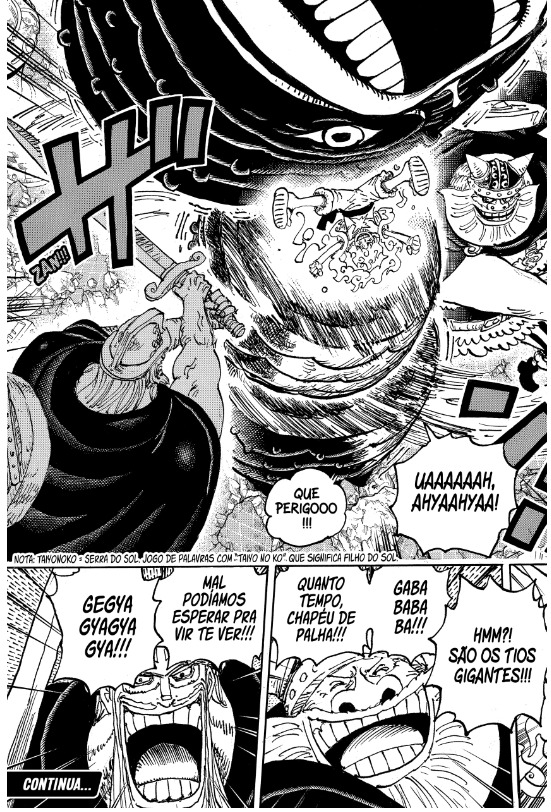 ザン
ZAN!!!
UAAAAAAH,
AHYAAHYAA!
QUE
PERIGOOO
!!!
NOTA: TAIYONOKO = SERRA DO SOL. JOGO DE PALAVRAS COM "TAIYO NO KO", QUE SIGNIFICA FILHO DO SOL.
HMM?!
SÃO OS TIOS
GIGANTES!!!
GABA
BABA
BA!!!
QUANTO
TEMPO,
CHAPÉU DE
PALHA!!!
MAL
PODÍAMOS
ESPERAR PRA
VIR TE VER!!!
GEGYA
GYAGYA
GYA!!!
CONTINUA...